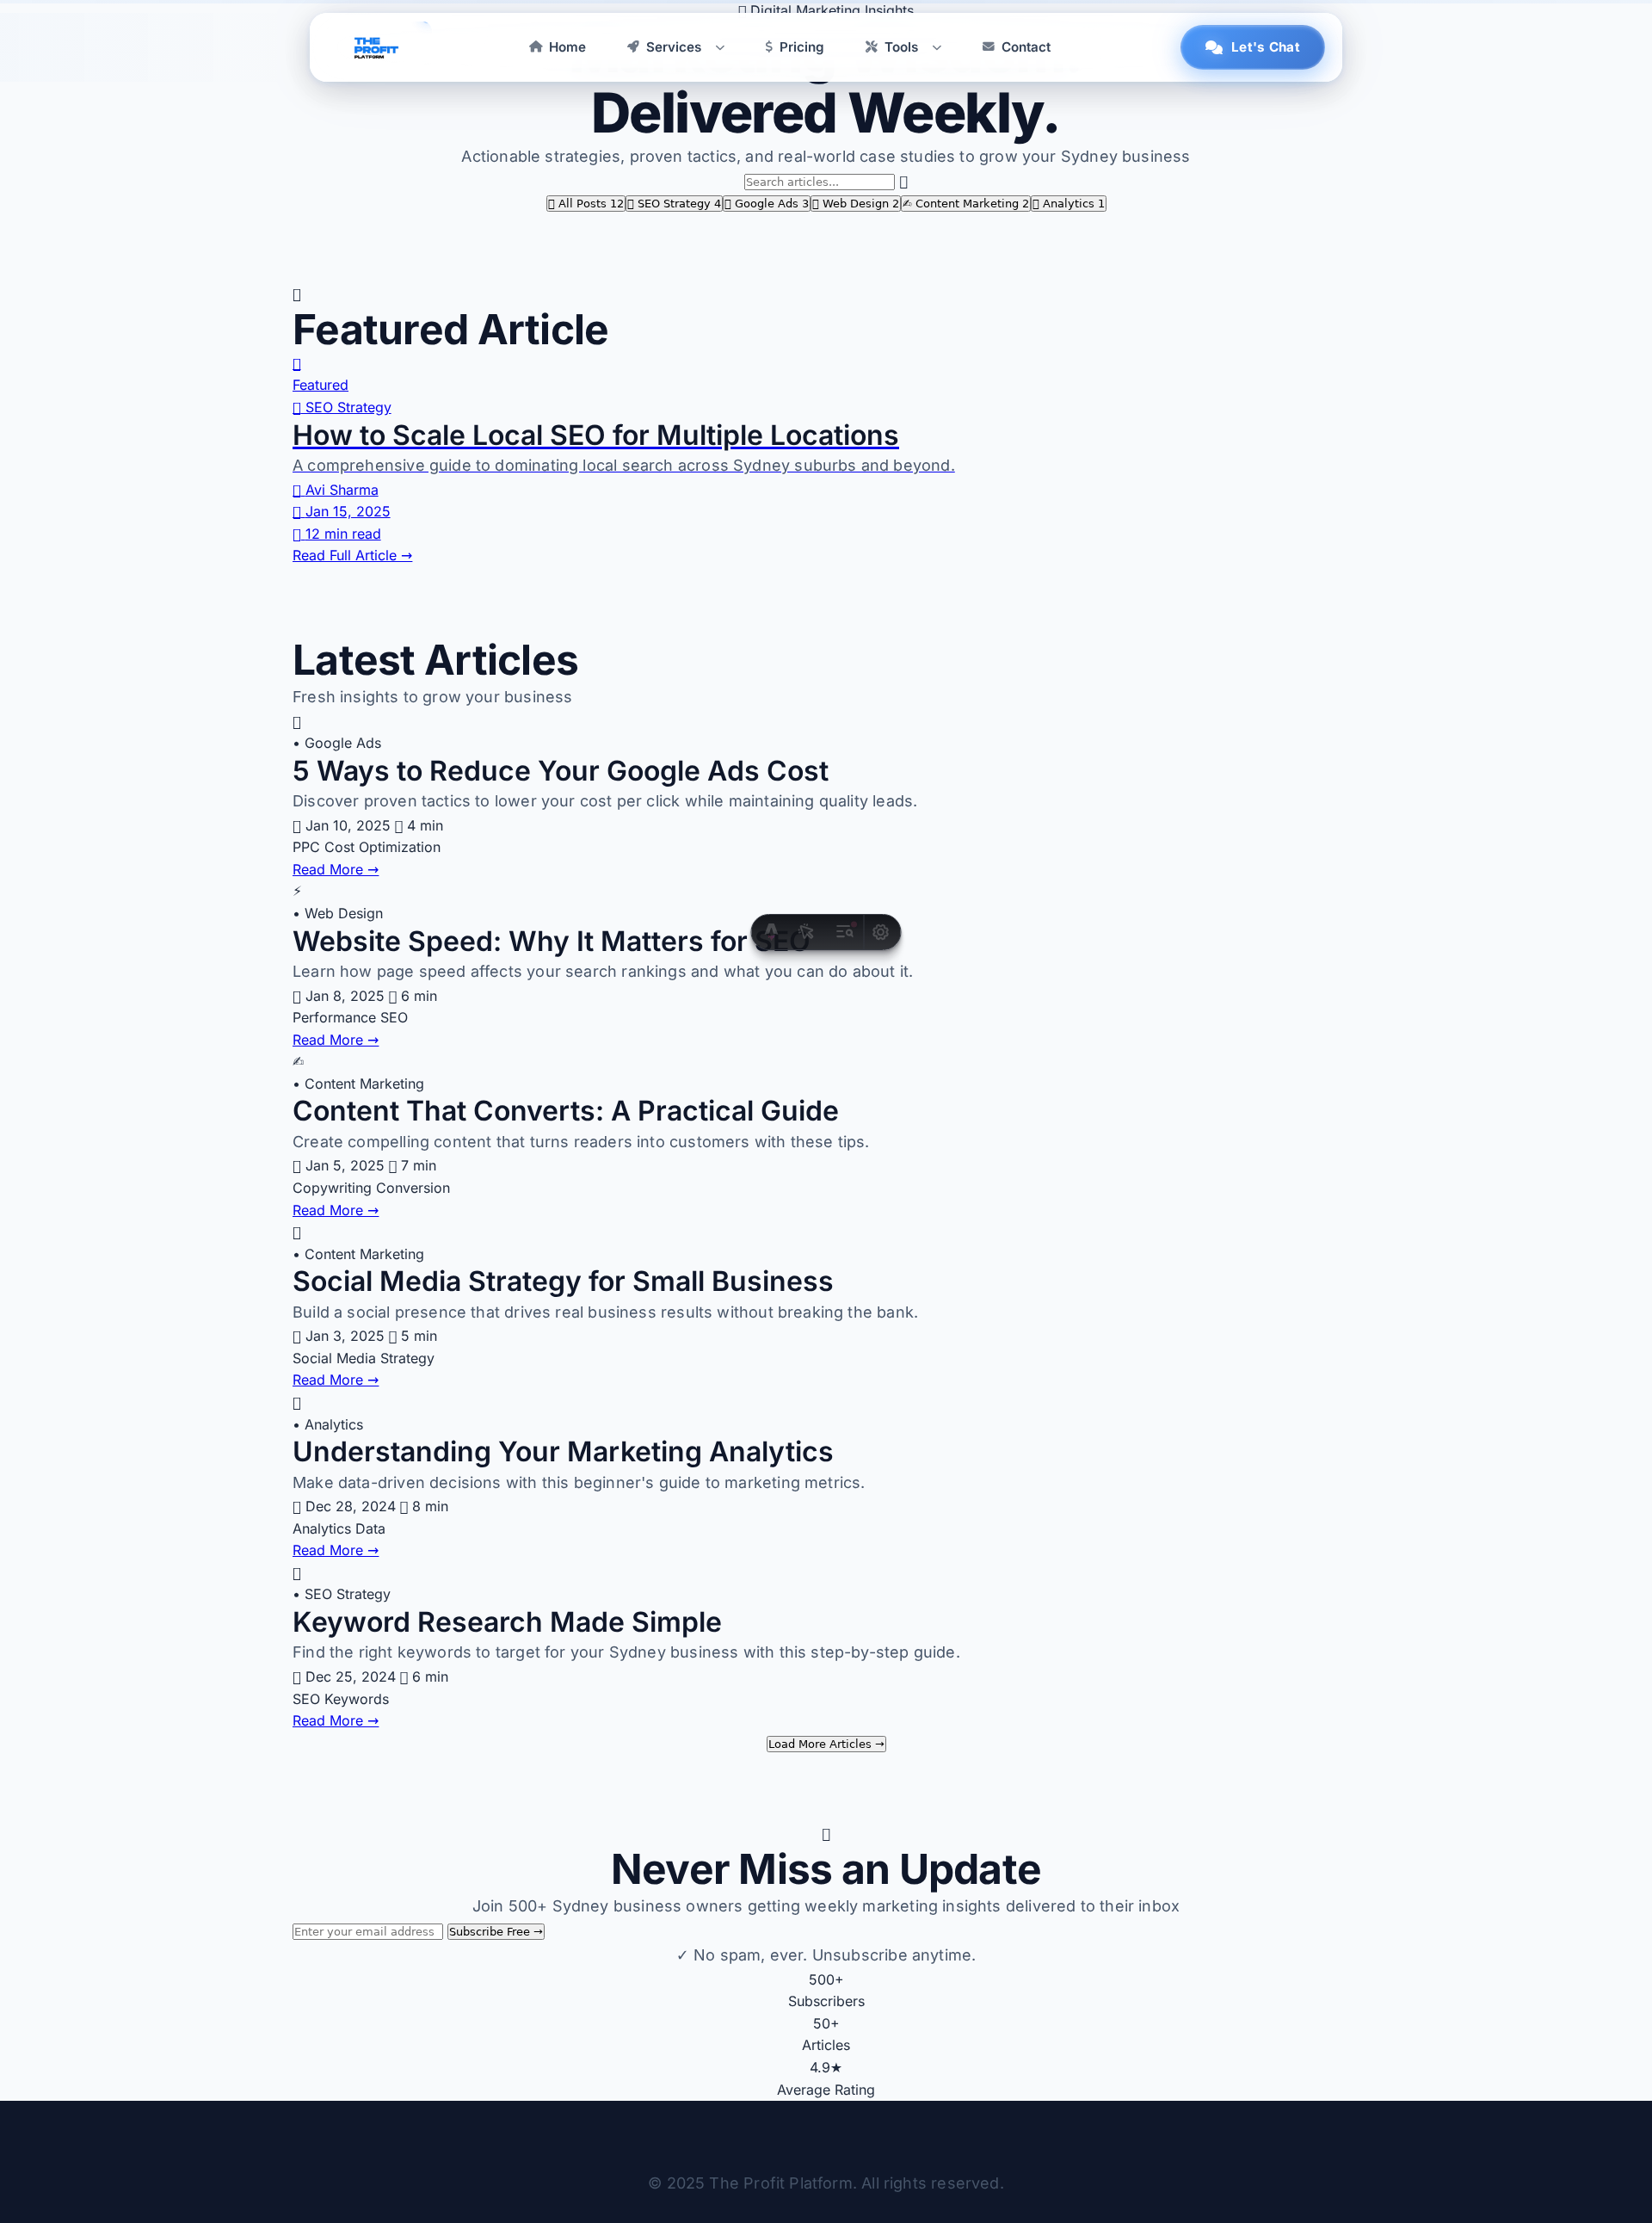 Digital Marketing Insights
THE
PROFIT
PLATFORM
Home
Services
Pricing
Tools
Contact
Let's Chat
Delivered Weekly.
Actionable strategies, proven tactics, and real-world case studies to grow your Sydney business
Search articles...
All Posts 12 SEO Strategy 4 Google Ads 3 Web Design 2 ✍ Content Marketing 2 Analytics 1
Featured Article
Featured
SEO Strategy
How to Scale Local SEO for Multiple Locations
A comprehensive guide to dominating local search across Sydney suburbs and beyond.
Avi Sharma
Jan 15, 2025
12 min read
Read Full Article →
Latest Articles
Fresh insights to grow your business
• Google Ads
5 Ways to Reduce Your Google Ads Cost
Discover proven tactics to lower your cost per click while maintaining quality leads.
Jan 10, 2025 4 min
PPC Cost Optimization
Read More →
⚡
• Web Design
Website Speed: Why It Matters for SEO
Learn how page speed affects your search rankings and what you can do about it.
Jan 8, 2025 6 min
Performance SEO
Read More →
✍
• Content Marketing
Content That Converts: A Practical Guide
Create compelling content that turns readers into customers with these tips.
Jan 5, 2025 7 min
Copywriting Conversion
Read More →
• Content Marketing
Social Media Strategy for Small Business
Build a social presence that drives real business results without breaking the bank.
Jan 3, 2025 5 min
Social Media Strategy
Read More →
• Analytics
Understanding Your Marketing Analytics
Make data-driven decisions with this beginner's guide to marketing metrics.
Dec 28, 2024 8 min
Analytics Data
Read More →
• SEO Strategy
Keyword Research Made Simple
Find the right keywords to target for your Sydney business with this step-by-step guide.
Dec 25, 2024 6 min
SEO Keywords
Read More →
Load More Articles →
Never Miss an Update
Join 500+ Sydney business owners getting weekly marketing insights delivered to their inbox
Enter your email address Subscribe Free →
✓ No spam, ever. Unsubscribe anytime.
500+
Subscribers
50+
Articles
4.9★
Average Rating
© 2025 The Profit Platform. All rights reserved.